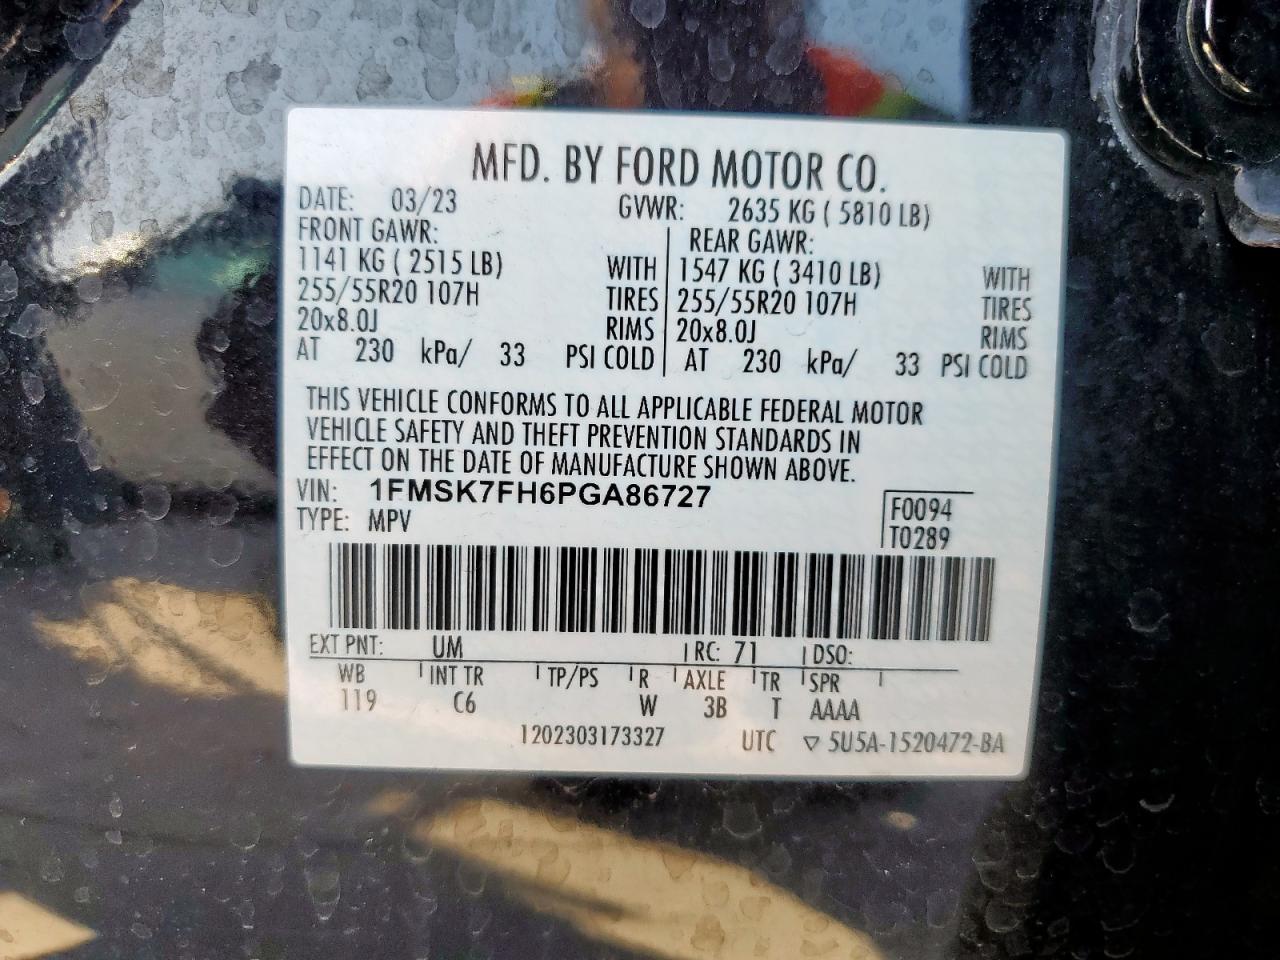 MFD. BY FORD MOTOR CO.
DATE: 03/23 GVWR: 2635 KG ( 5810 LB)
FRONT GAWR: REAR GAWR:
1141 KG ( 2515 LB) WITH 1547 KG ( 3410 LB) WITH
255/55R20 107H TIRES 255/55R20 107H TIRES
20x8.0J RIMS 20x8.0J RIMS
AT 230 kPa/ 33 PSI COLD AT 230 kPa/ 33 PSI COLD
THIS VEHICLE CONFORMS TO ALL APPLICABLE FEDERAL MOTOR
VEHICLE SAFETY AND THEFT PREVENTION STANDARDS IN
EFFECT ON THE DATE OF MANUFACTURE SHOWN ABOVE.
VIN: 1FMSK7FH6PGA86727 F0094
TYPE: MPV T0289
EXT PNT: UM RC: 71 DSO:
WB INT TR TP/PS R AXLE TR SPR
119 C6 W 3B T AAAA
1202303173327 UTC ▽ 5U5A-1520472-BA